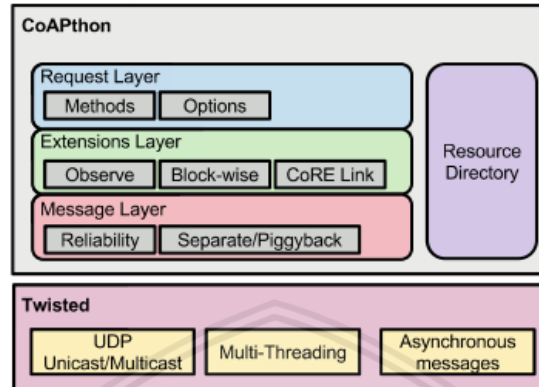 CoAPthon
Request Layer
Methods Options
Extensions Layer
Observe Block-wise CoRE Link
Message Layer
Reliability Separate/Piggyback
Resource
Directory
Twisted
UDP
Unicast/Multicast
Multi-Threading
Asynchronous
messages